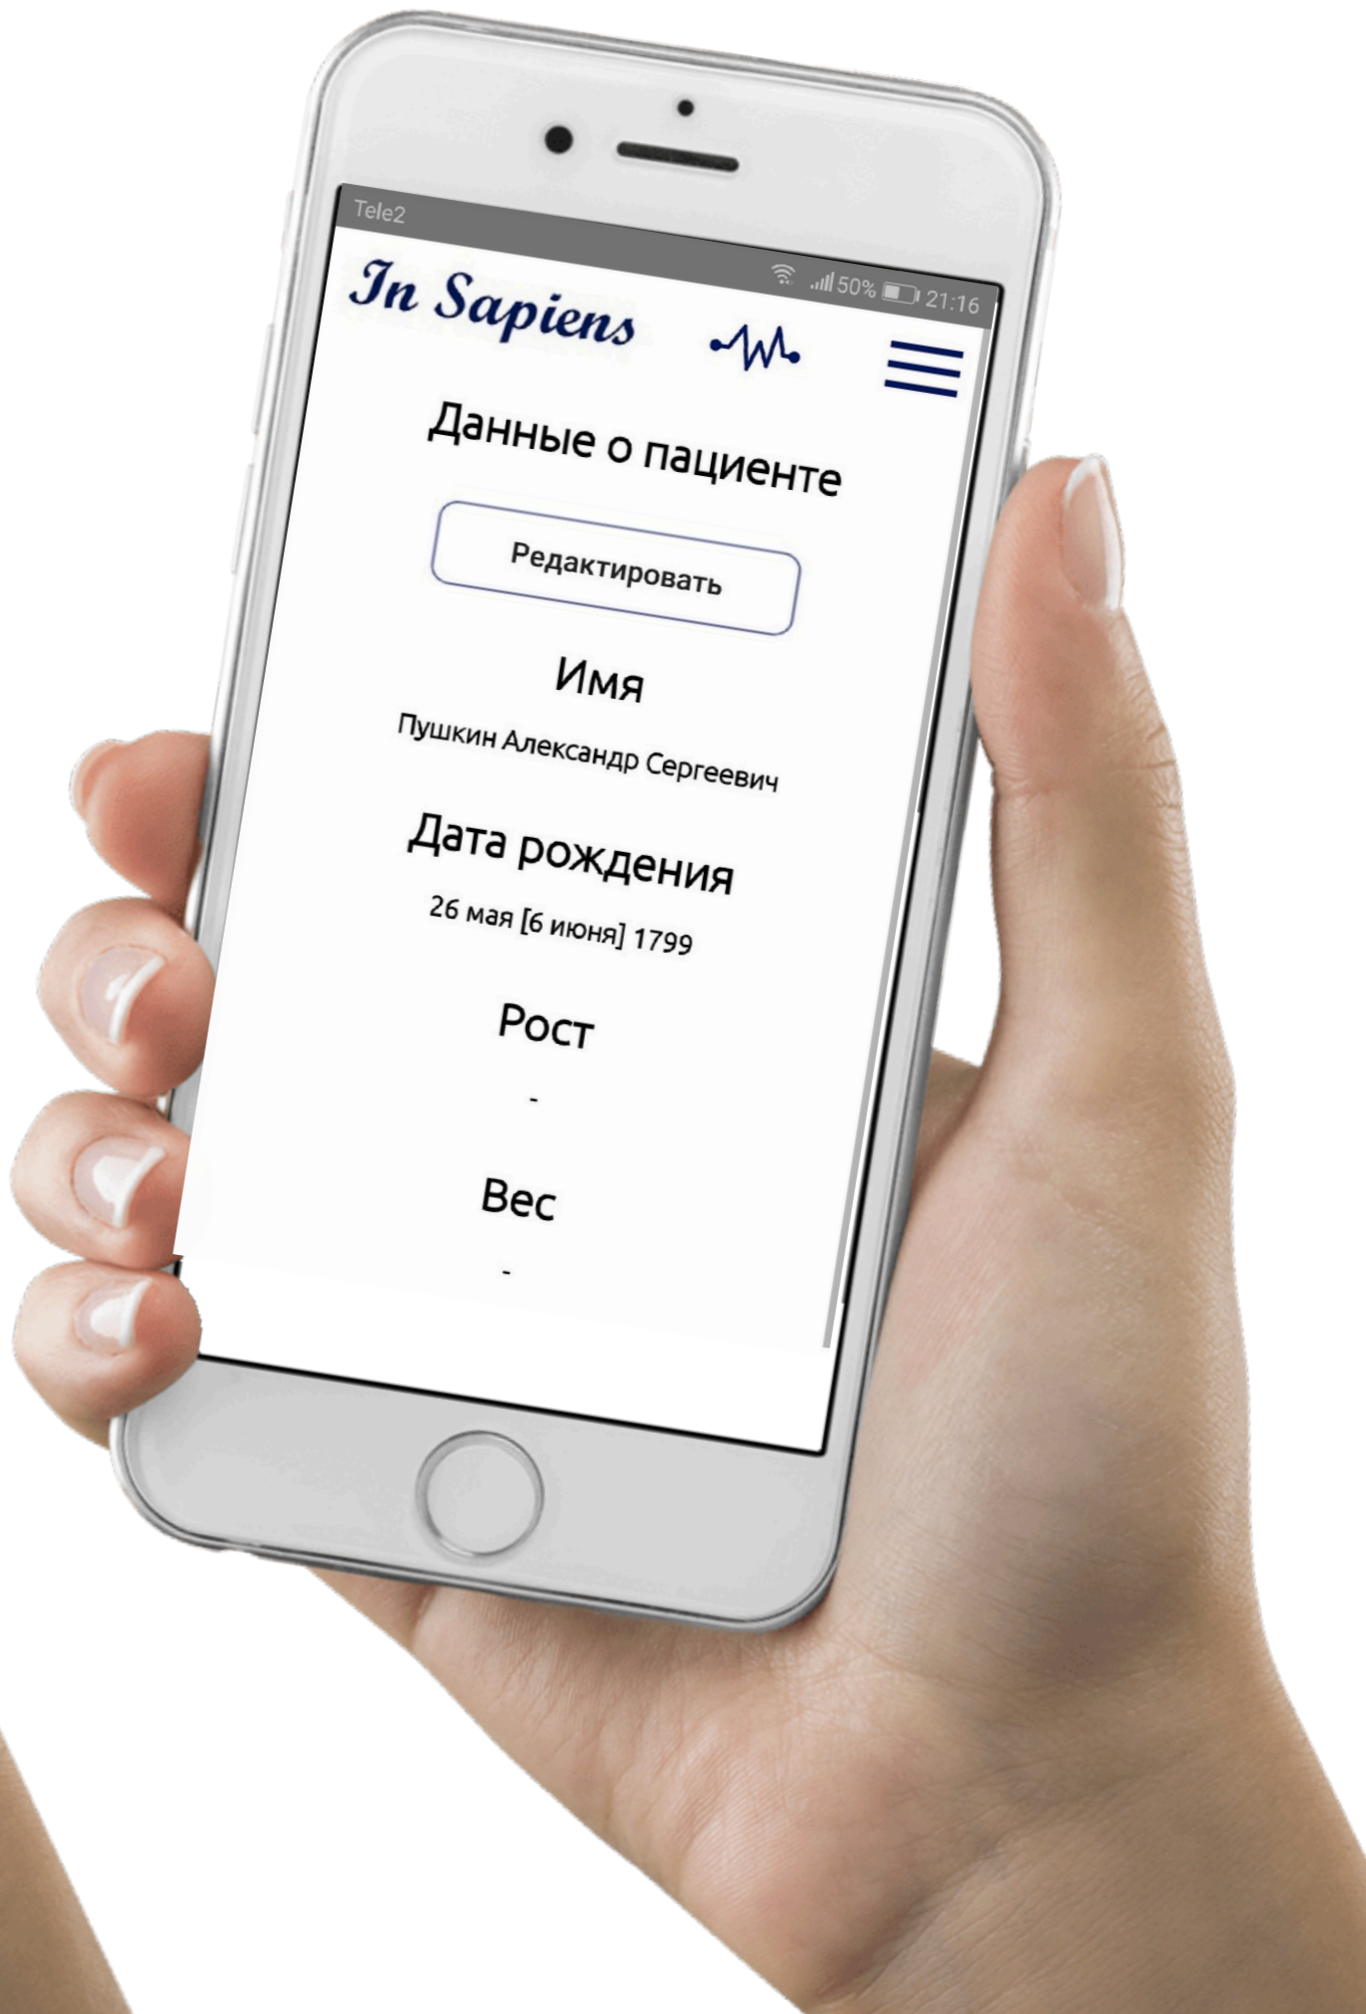 Tele2
50% 21:16
In Sapiens
Данные о пациенте
Редактировать
Имя
Пушкин Александр Сергеевич
Дата рождения
26 мая [6 июня] 1799
Рост
-
Вес
-